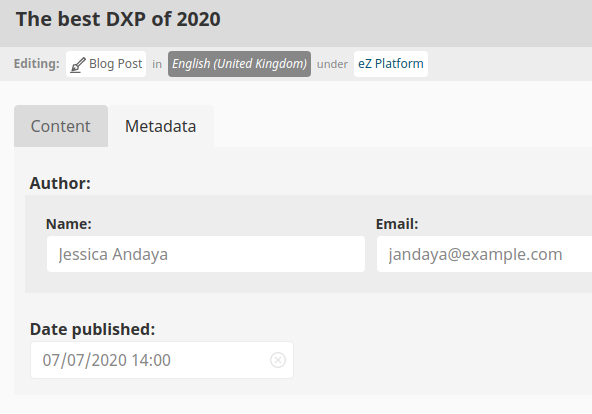 The best DXP of 2020
Editing: Blog Post in English (United Kingdom) under eZ Platform
Content Metadata
Author:
Name: Email:
Jessica Andaya jandaya@example.com
Date published:
07/07/2020 14:00